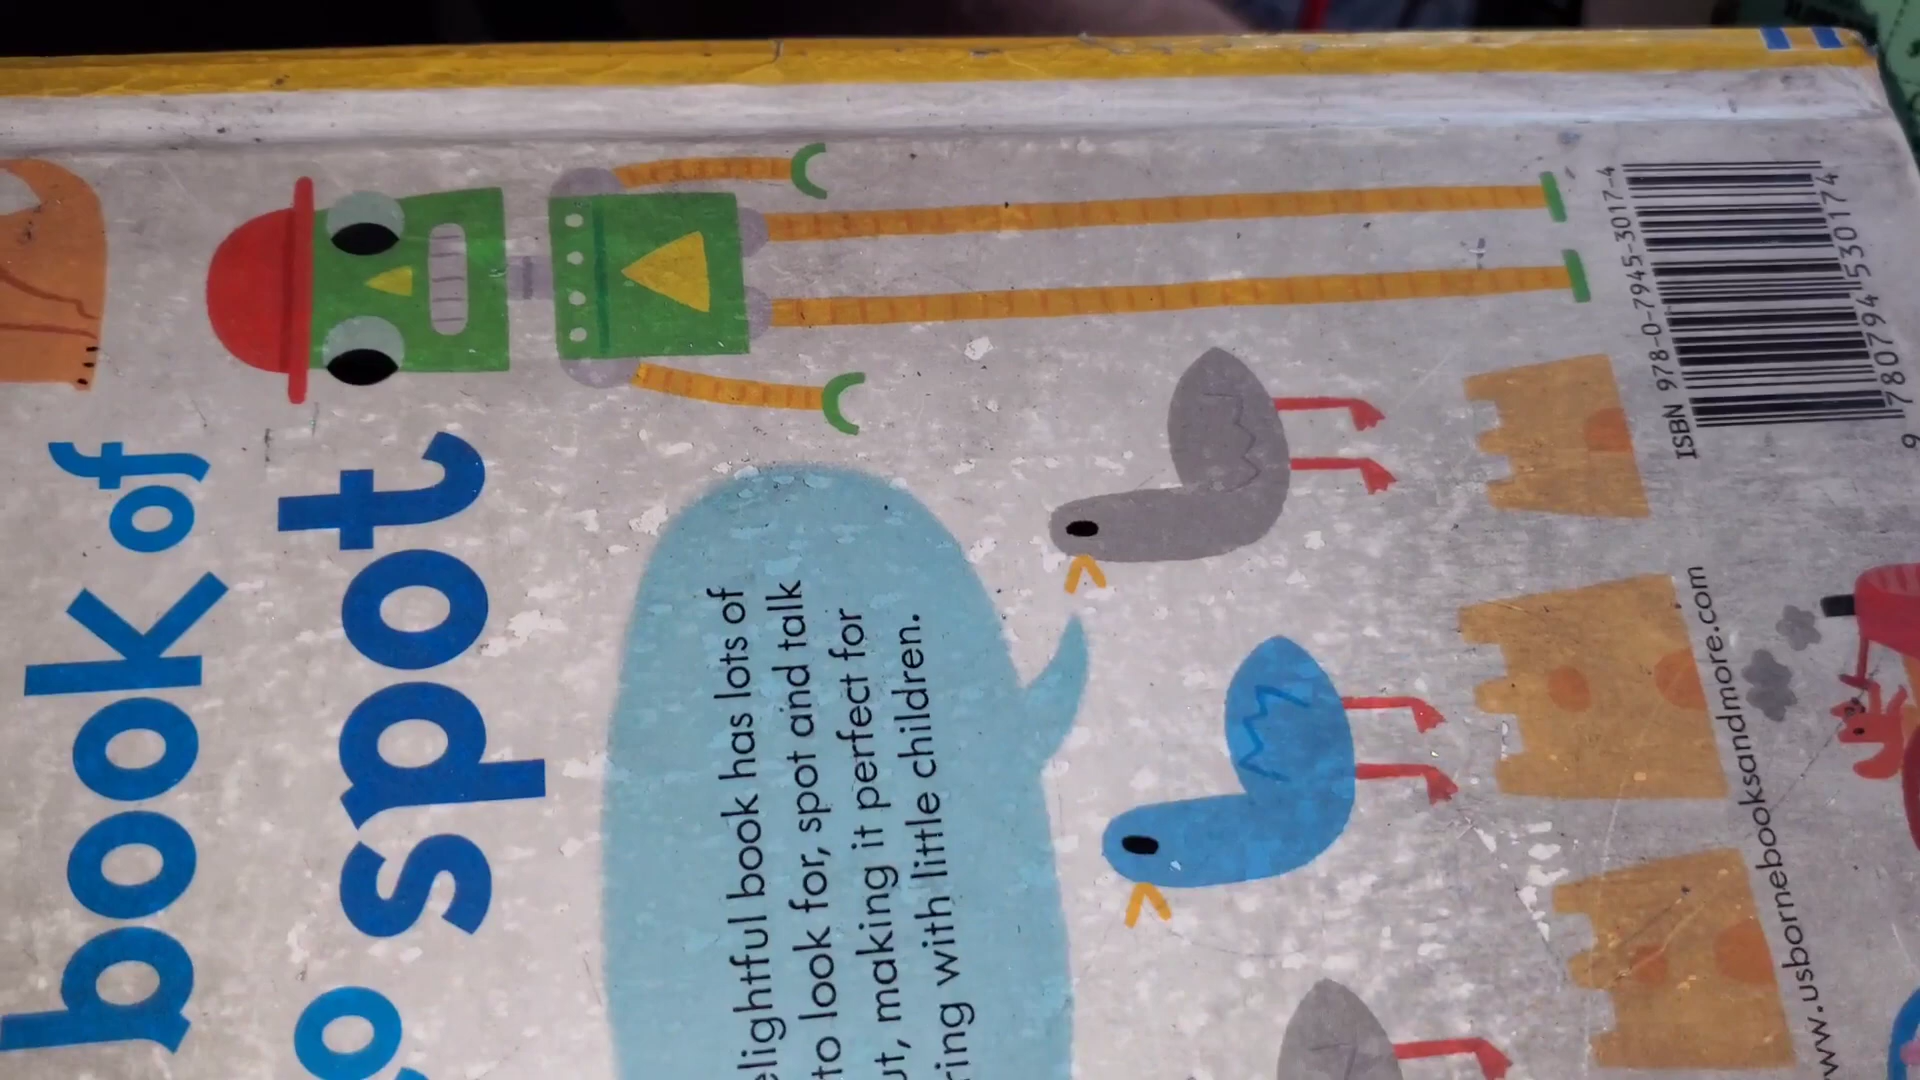 book of
o spot
elightful book has lots of
to look for, spot and talk
ut, making it perfect for
ring with little children.
ISBN 978-0-7945-3017-4
9 780794 530174
www.usbornebooksandmore.com